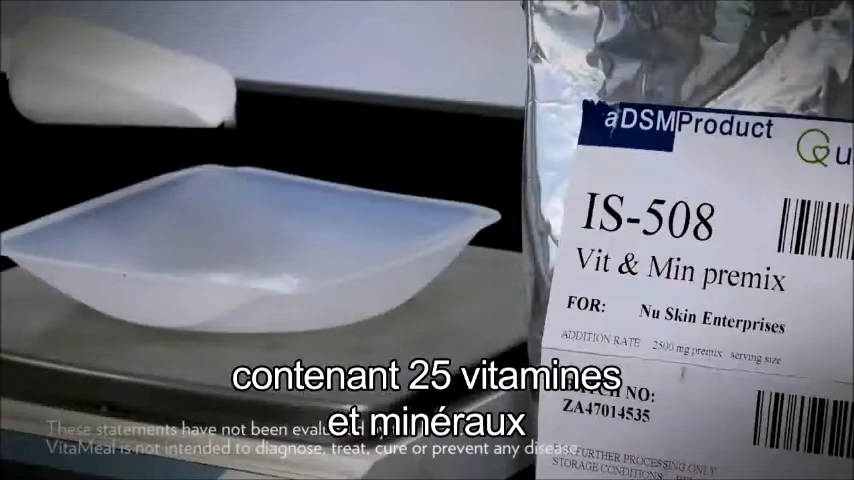 aDSMProduct
Qu
IS-508
Vit & Min premix
FOR: Nu Skin Enterprises
ADDITION RATE 2500 mg premix serving size
NO:
ZA47014535
FURTHER PROCESSING ONLY
STORAGE CONDITIONS:
contenant 25 vitamines
et minéraux
These statements have not been
VitaMeal is not intended to diagnose, treat, cure or prevent any disease.